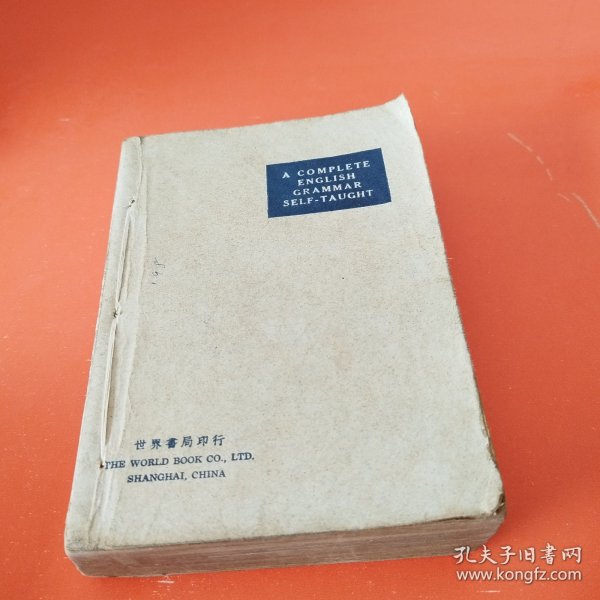 A COMPLETE
ENGLISH
GRAMMAR
SELF-TAUGHT
世界書局印行
THE WORLD BOOK CO., LTD.
SHANGHAI, CHINA
孔夫子旧書网
www.kongfz.com